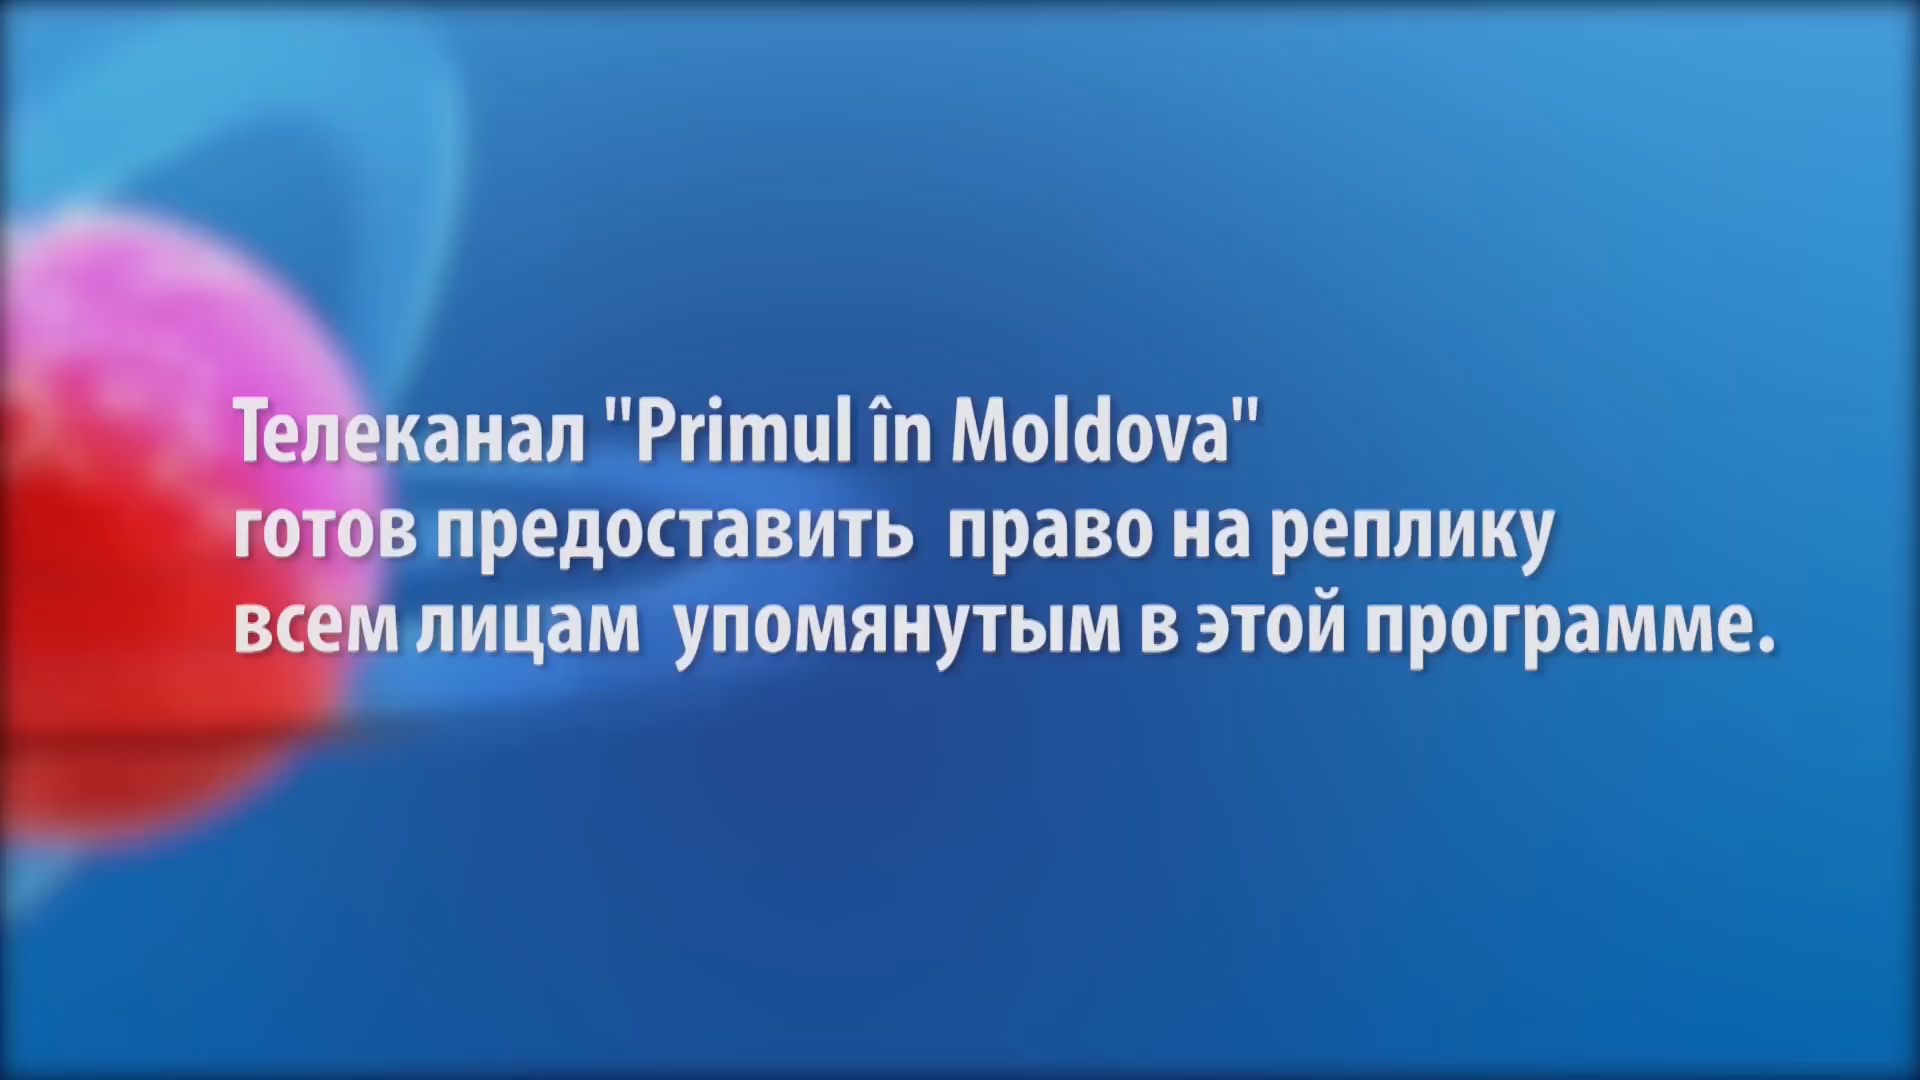 Телеканал "Primul în Moldova"
готов предоставить право на реплику
всем лицам упомянутым в этой программе.